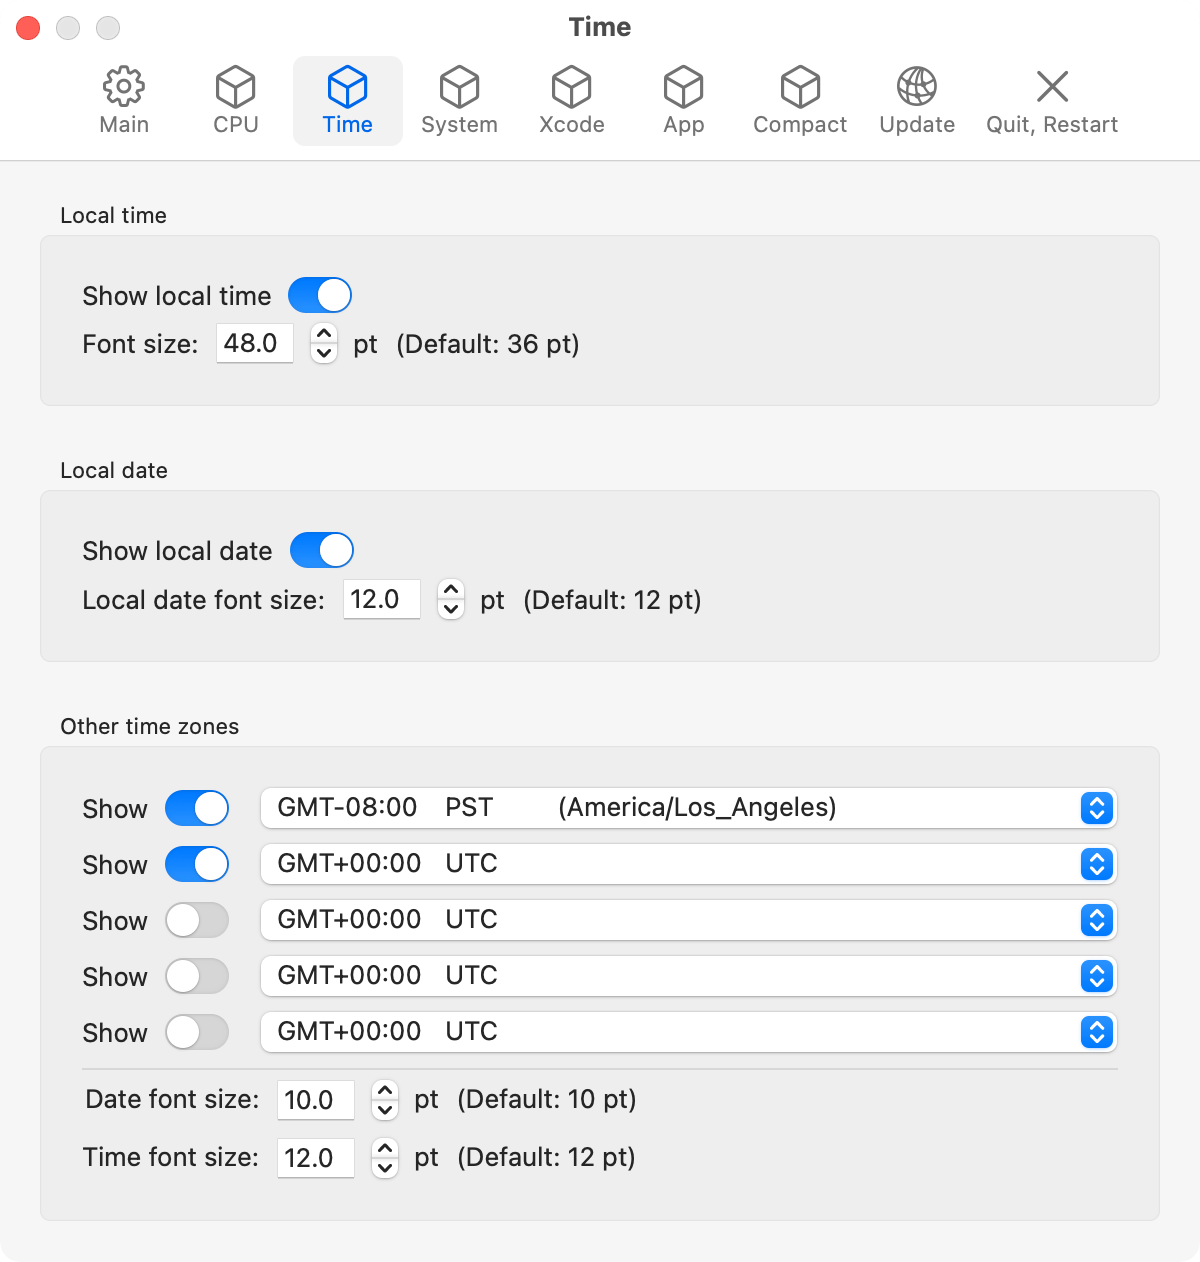 Time
Main CPU Time System Xcode App Compact Update Quit, Restart
Local time
Show local time
Font size: 48.0 pt (Default: 36 pt)
Local date
Show local date
Local date font size: 12.0 pt (Default: 12 pt)
Other time zones
Show GMT-08:00 PST (America/Los_Angeles)
Show GMT+00:00 UTC
Show GMT+00:00 UTC
Show GMT+00:00 UTC
Show GMT+00:00 UTC
Date font size: 10.0 pt (Default: 10 pt)
Time font size: 12.0 pt (Default: 12 pt)